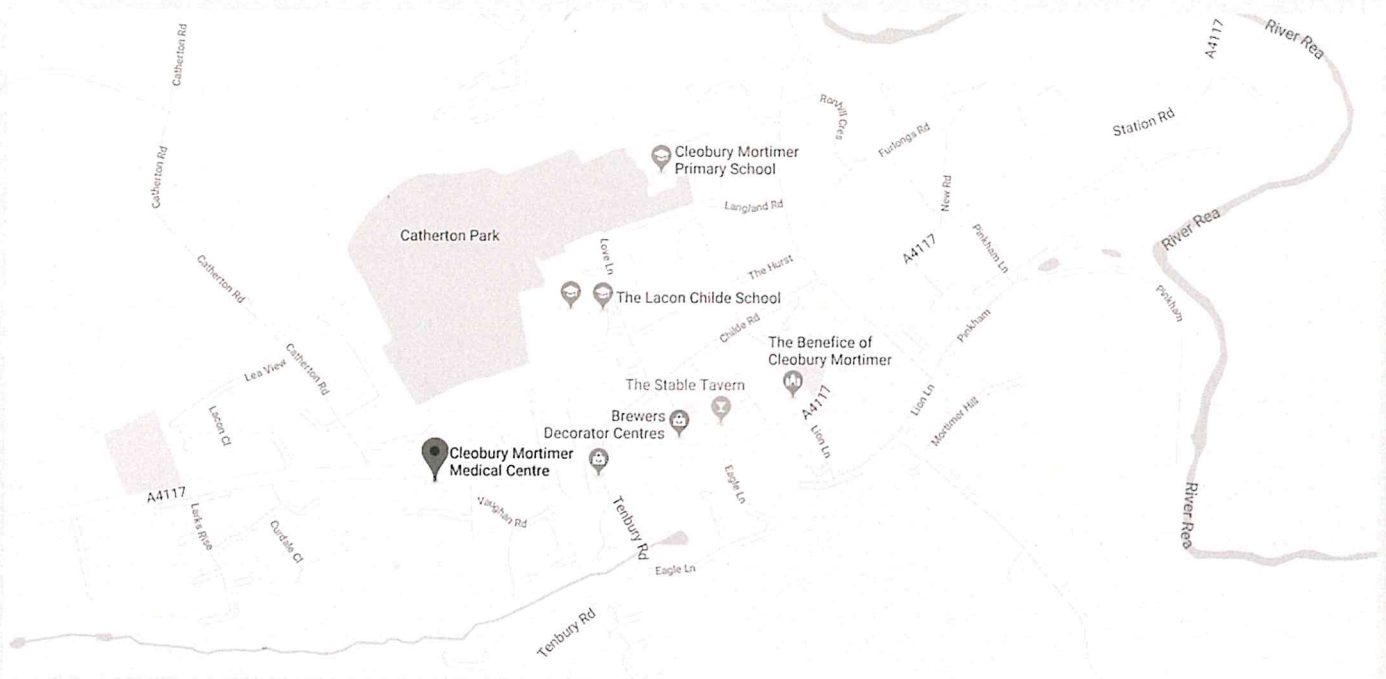 Catherton Rd
A4117
River Rea
Ronhill Cres
Furlongs Rd
Station Rd
Cleobury Mortimer
Primary School
Catherton Rd
New Rd
Langland Rd
Catherton Park
River Rea
A4117
Pinkham Ln
Love Ln
The Hurst
Catherton Rd
The Lacon Childe School
Pinkham
Childe Rd
Pinkham
The Benefice of
Cleobury Mortimer
Lea View
Catherton Rd
The Stable Tavern
A4117
Lion Ln
Lacon Cl
Brewers
Decorator Centres
Mortimer Hill
Lion Ln
Cleobury Mortimer
Medical Centre
Eagle Ln
A4117
Vaughan Rd
Larks Rise
Curdale Cl
Tenbury Rd
River Rea
Eagle Ln
Tenbury Rd